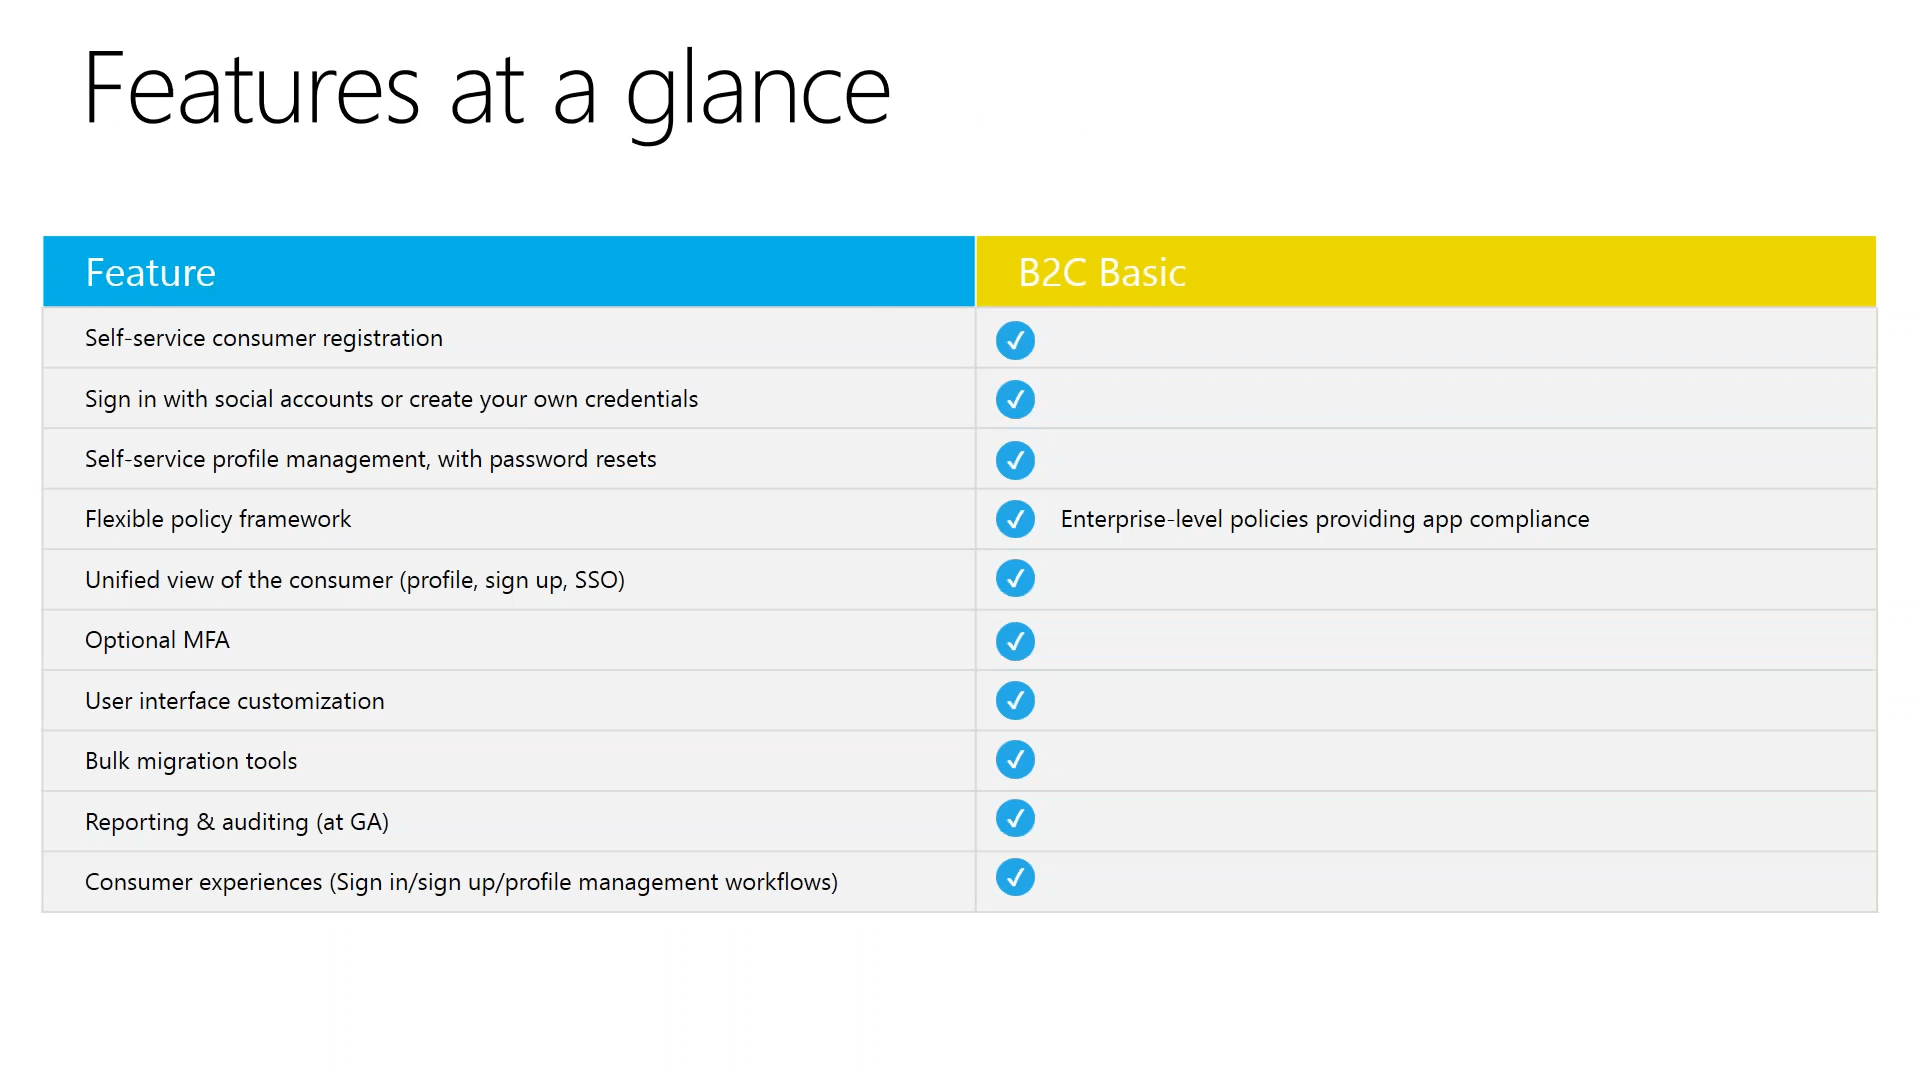 Features at a glance
Feature
B2C Basic
Self-service consumer registration
Sign in with social accounts or create your own credentials
Self-service profile management, with password resets
Flexible policy framework
Enterprise-level policies providing app compliance
Unified view of the consumer (profile, sign up, SSO)
Optional MFA
User interface customization
Bulk migration tools
Reporting & auditing (at GA)
Consumer experiences (Sign in/sign up/profile management workflows)